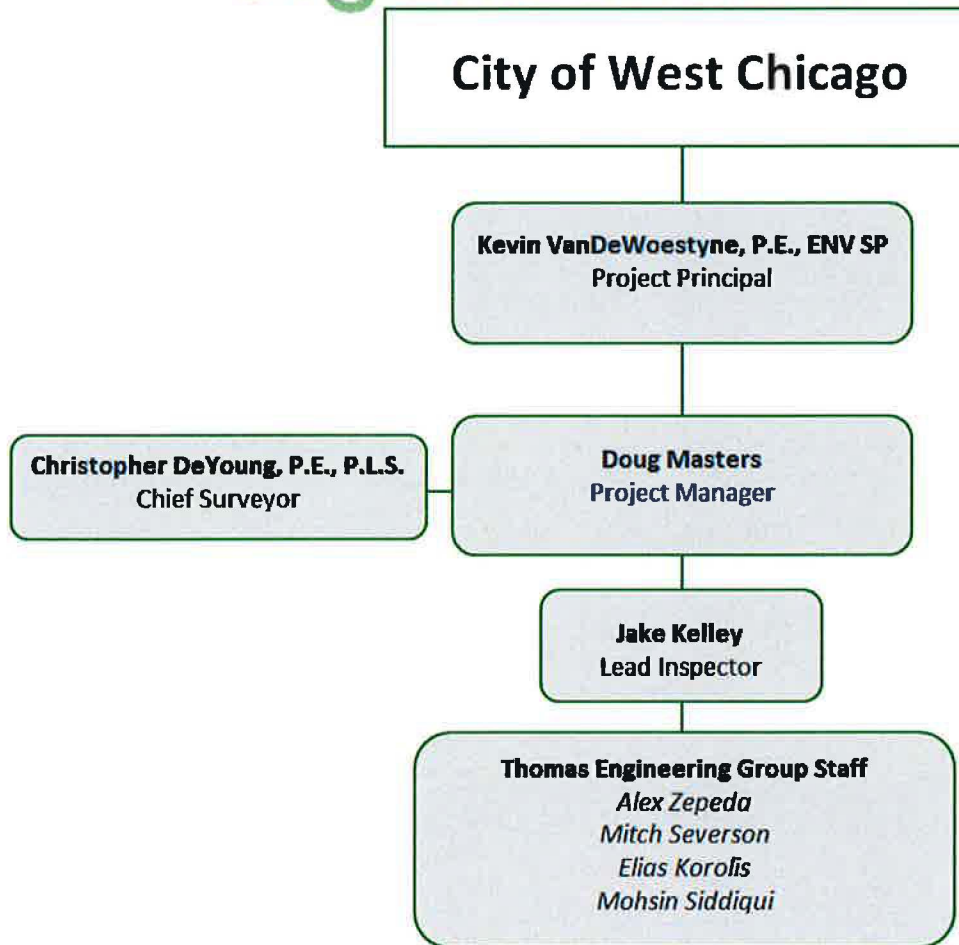 City of West Chicago
Kevin VanDeWoestyne, P.E., ENV SP
Project Principal
Christopher DeYoung, P.E., P.L.S.
Chief Surveyor
Doug Masters
Project Manager
Jake Kelley
Lead Inspector
Thomas Engineering Group Staff
Alex Zepeda
Mitch Severson
Elias Korolis
Mohsin Siddiqui